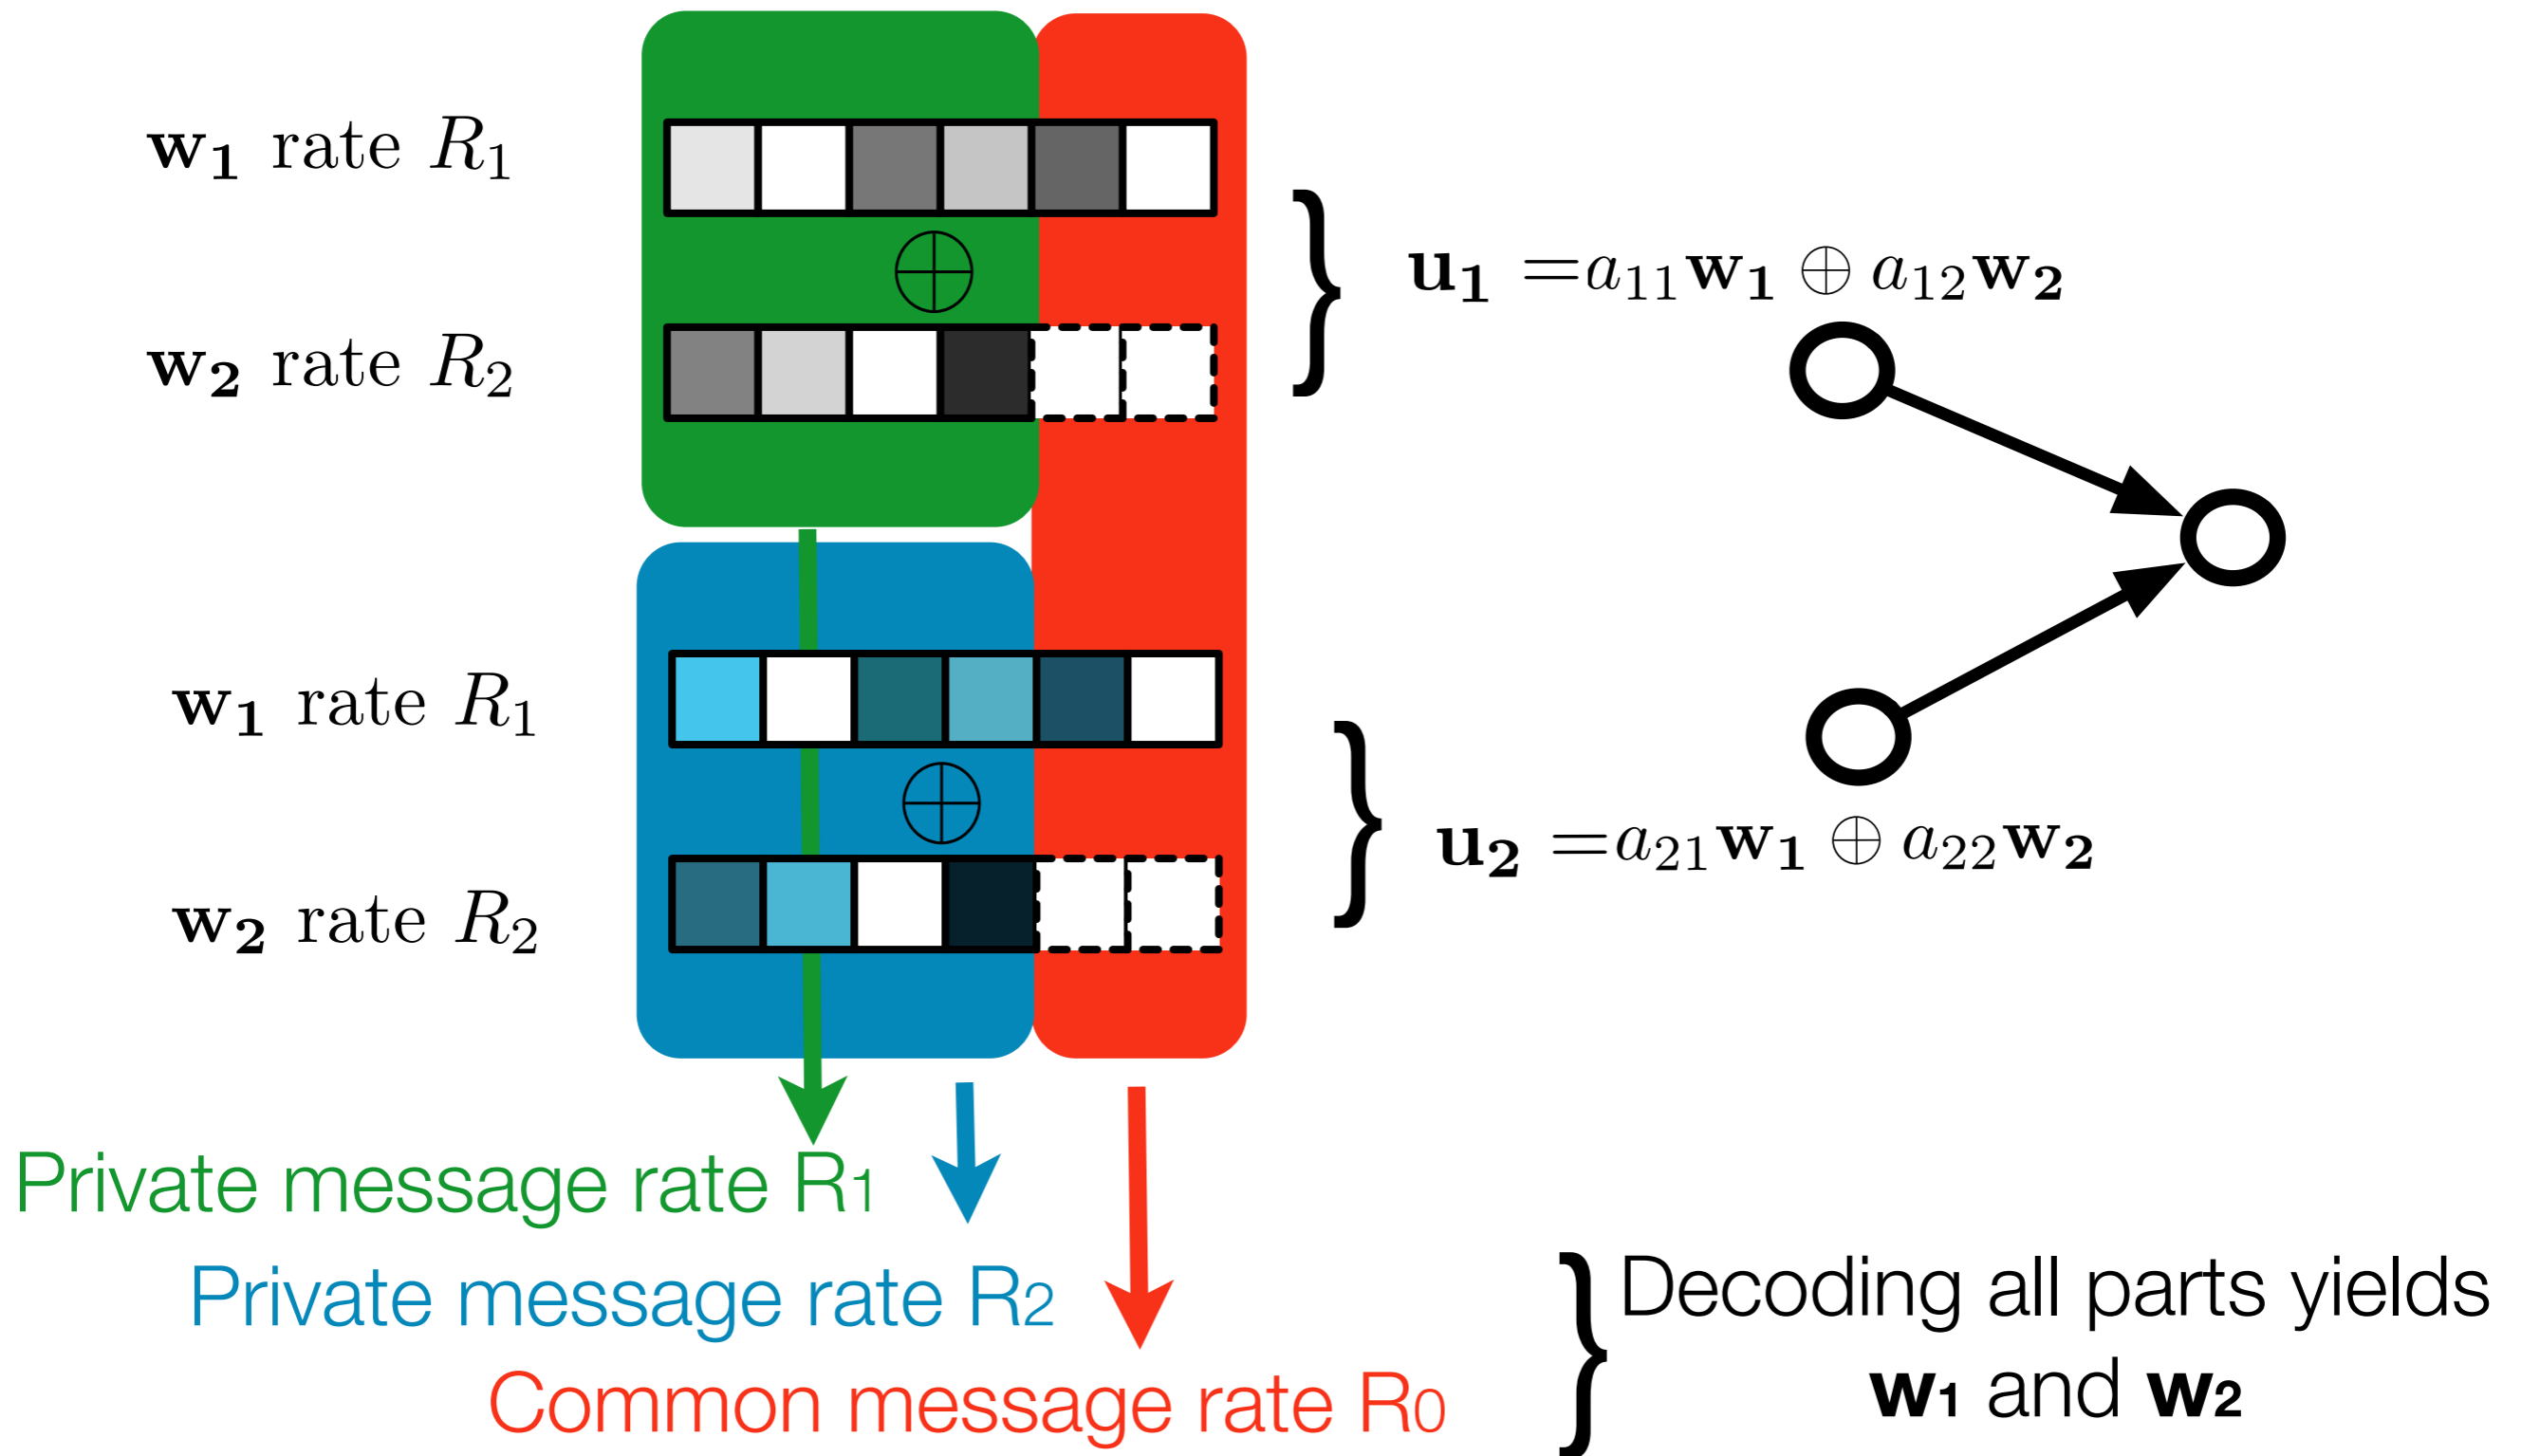 w₁ rate R₁
w₂ rate R₂
} u₁ =a₁₁w₁ ⊕ a₁₂w₂
⊕
w₁ rate R₁
w₂ rate R₂
} u₂ =a₂₁w₁ ⊕ a₂₂w₂
⊕
Private message rate R1
Private message rate R2
Common message rate R0
} Decoding all parts yields
w1 and w2